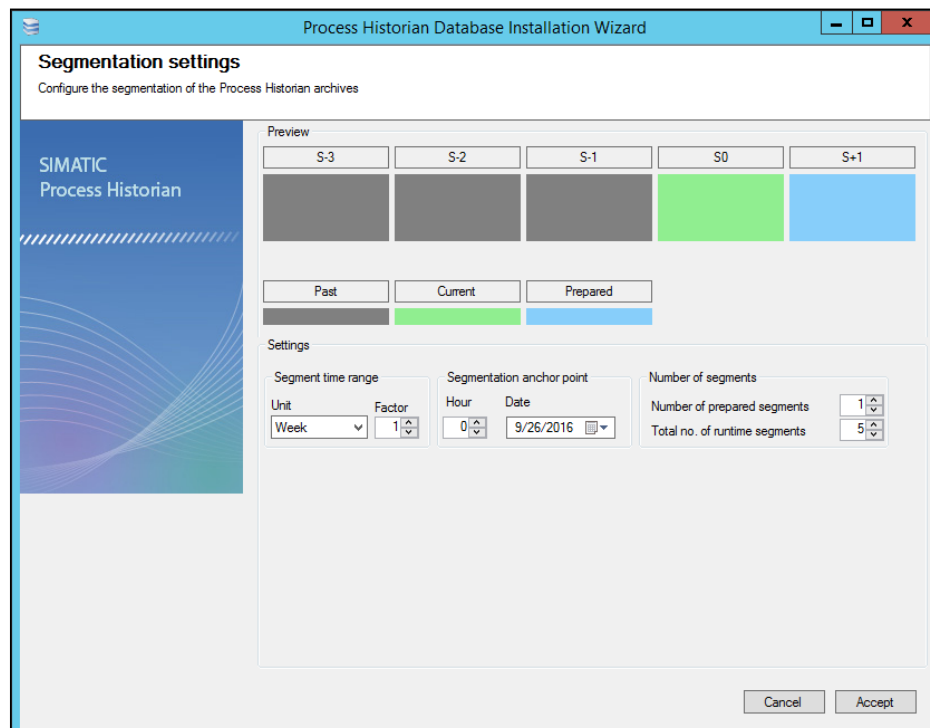 Process Historian Database Installation Wizard
Segmentation settings
Configure the segmentation of the Process Historian archives
SIMATIC
Process Historian
Preview
S-3 S-2 S-1 S0 S+1
Past Current Prepared
Settings
Segment time range Segmentation anchor point Number of segments
Unit Factor Hour Date
Number of prepared segments 1
Week 1 0 9/26/2016
Total no. of runtime segments 5
Cancel Accept